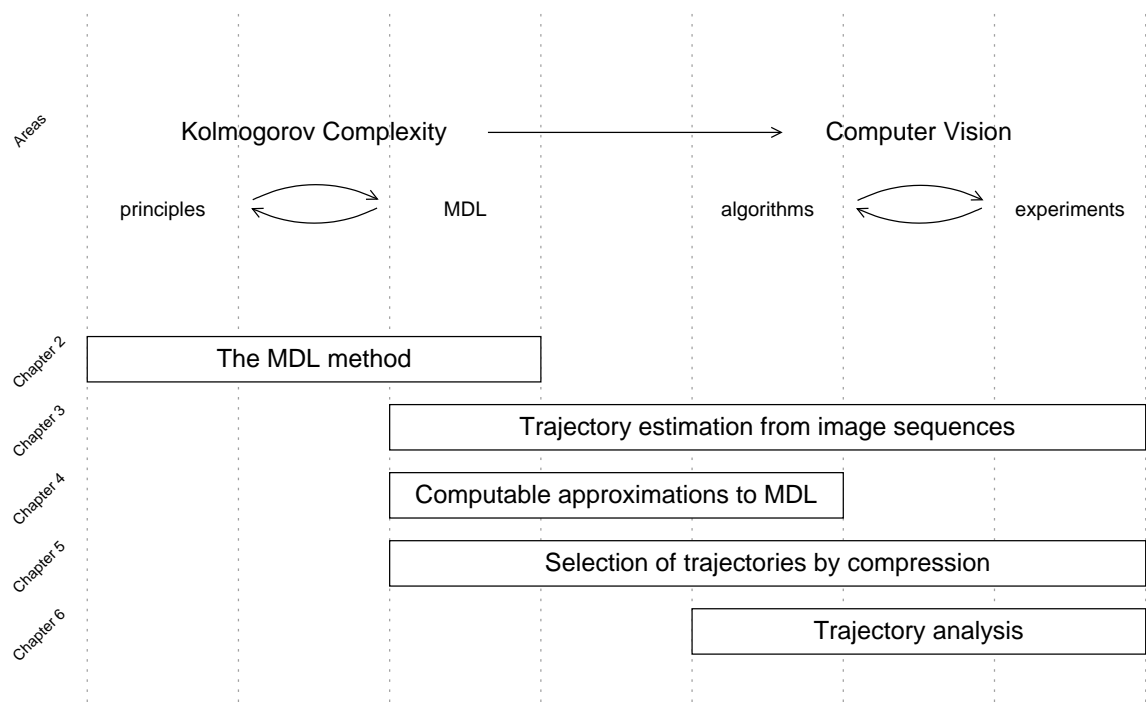 Areas
Kolmogorov Complexity
Computer Vision
principles
MDL
algorithms
experiments
Chapter 2
The MDL method
Chapter 3
Trajectory estimation from image sequences
Chapter 4
Computable approximations to MDL
Chapter 5
Selection of trajectories by compression
Chapter 6
Trajectory analysis